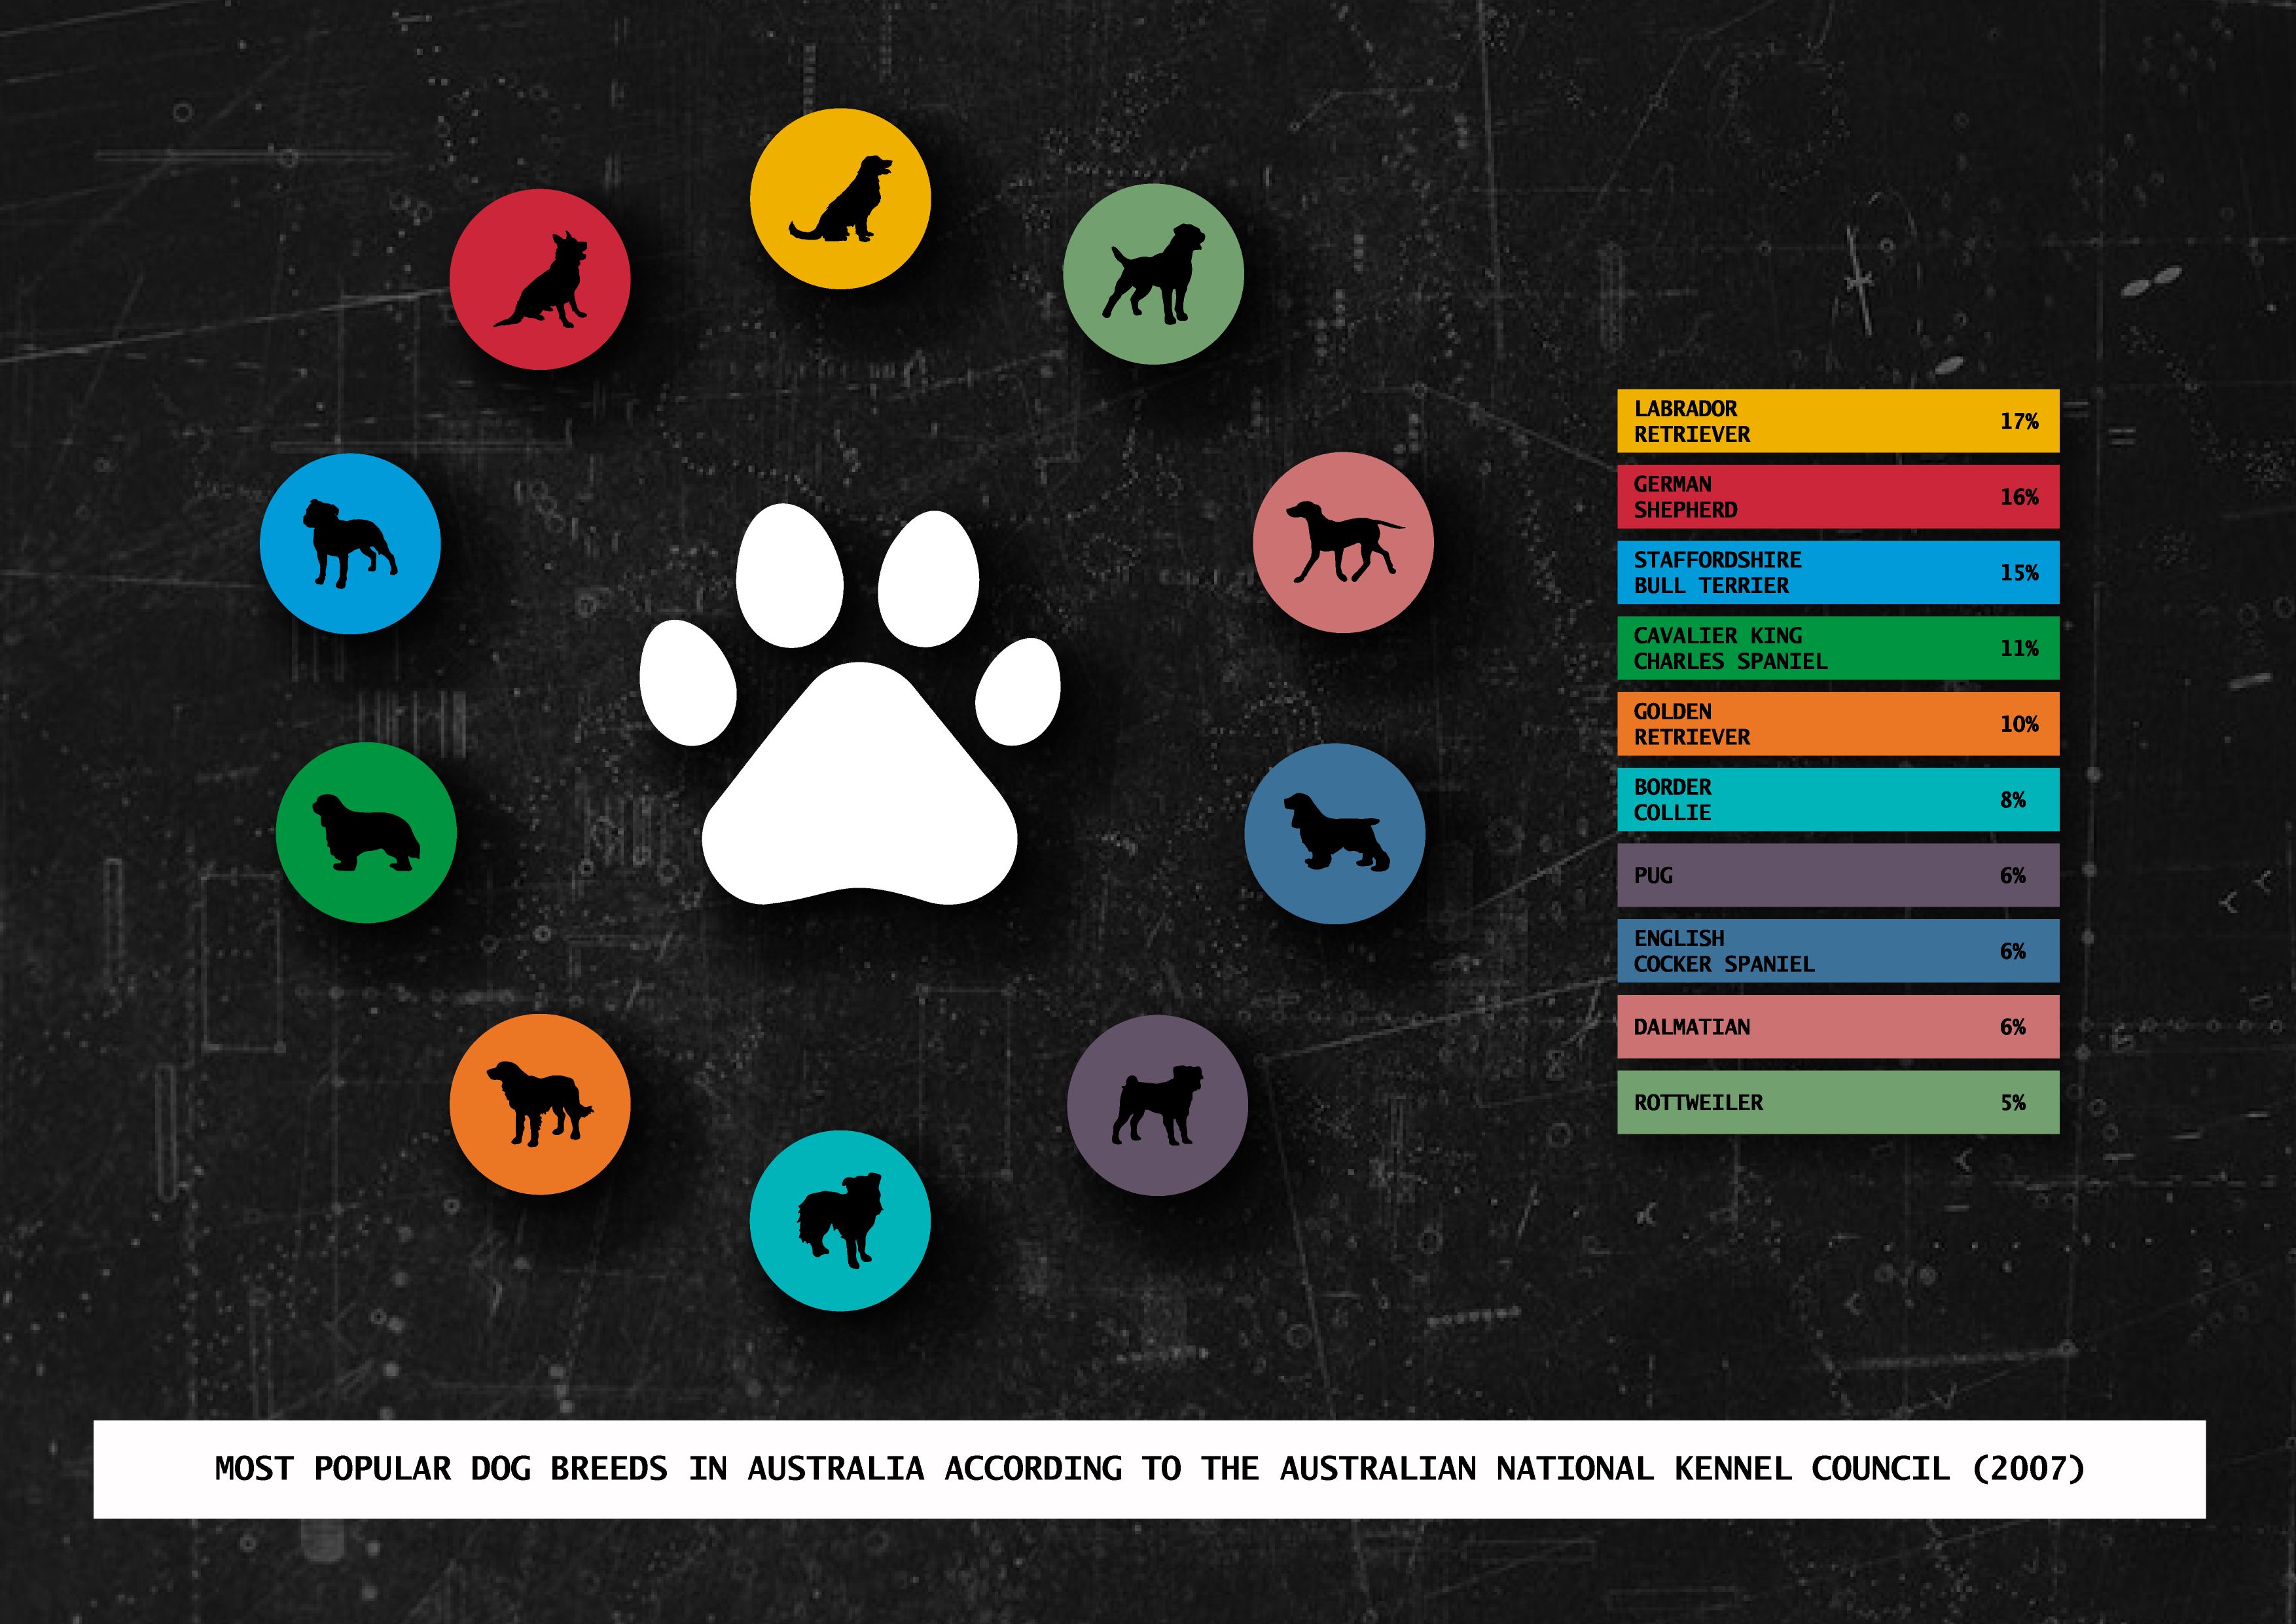 LABRADOR
RETRIEVER
17%
GERMAN
SHEPHERD
16%
STAFFORDSHIRE
BULL TERRIER
15%
CAVALIER KING
CHARLES SPANIEL
11%
GOLDEN
RETRIEVER
10%
BORDER
COLLIE
8%
PUG 6%
ENGLISH
COCKER SPANIEL
6%
DALMATIAN 6%
ROTTWEILER 5%
MOST POPULAR DOG BREEDS IN AUSTRALIA ACCORDING TO THE AUSTRALIAN NATIONAL KENNEL COUNCIL (2007)